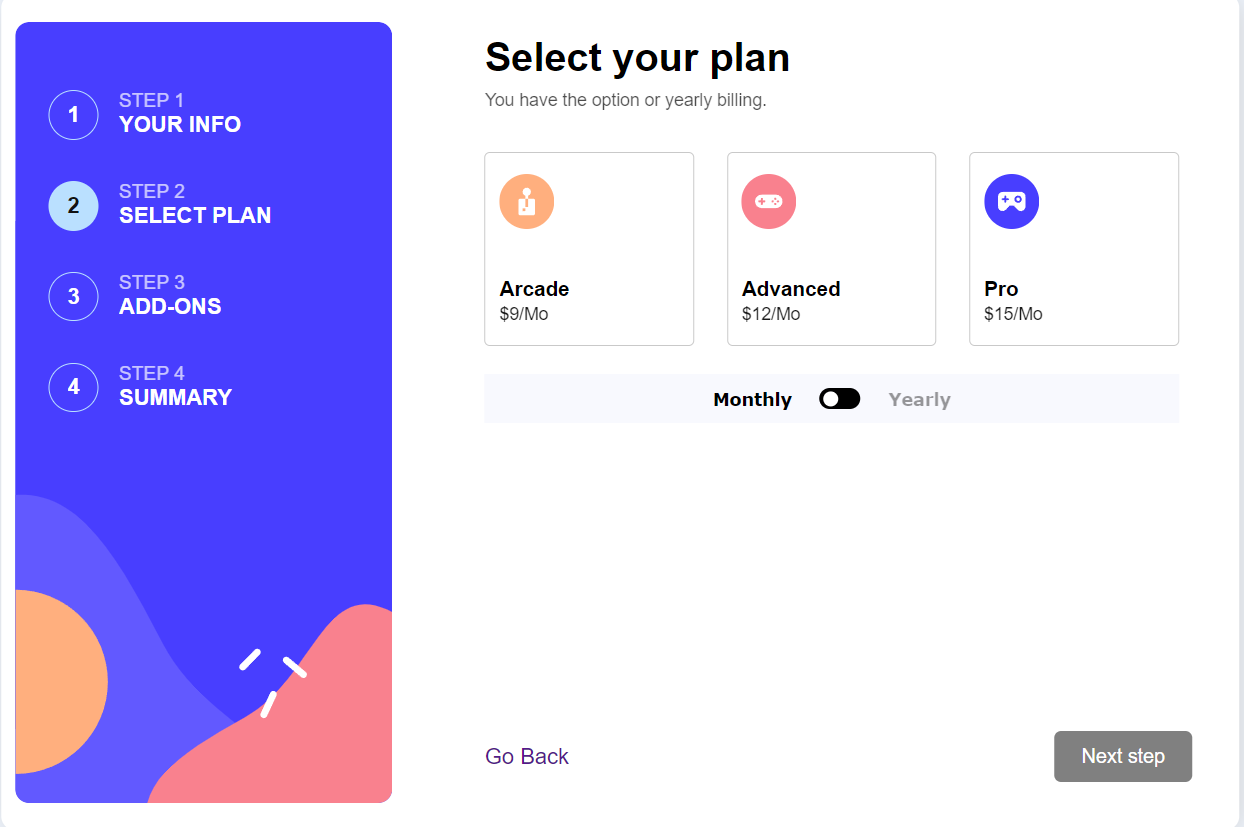 1
STEP 1
YOUR INFO
2
STEP 2
SELECT PLAN
3
STEP 3
ADD-ONS
4
STEP 4
SUMMARY
Select your plan
You have the option or yearly billing.
Arcade
$9/Mo
Advanced
$12/Mo
Pro
$15/Mo
Monthly
Yearly
Go Back
Next step